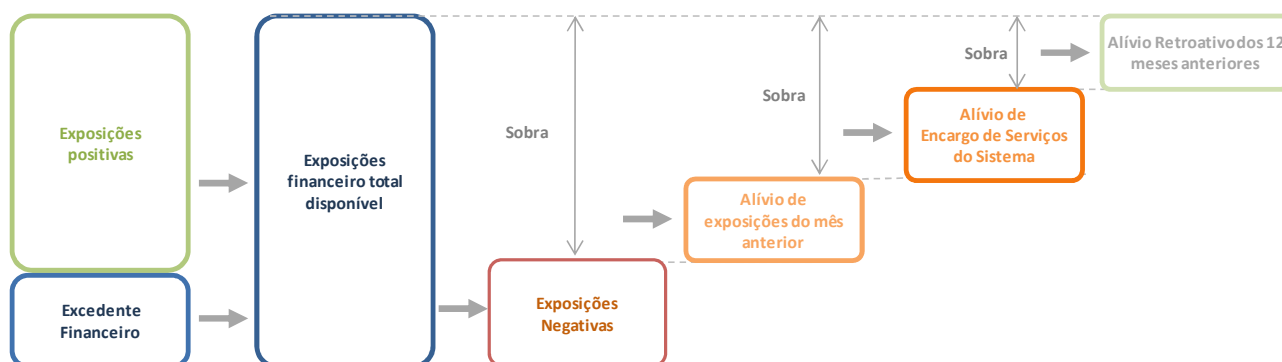 Exposições
positivas
Excedente
Financeiro
Exposições
financeiro total
disponível
Sobra
Exposições
Negativas
Sobra
Alívio de
exposições do mês
anterior
Sobra
Alívio de
Encargo de Serviços
do Sistema
Alívio Retroativo dos 12
meses anteriores